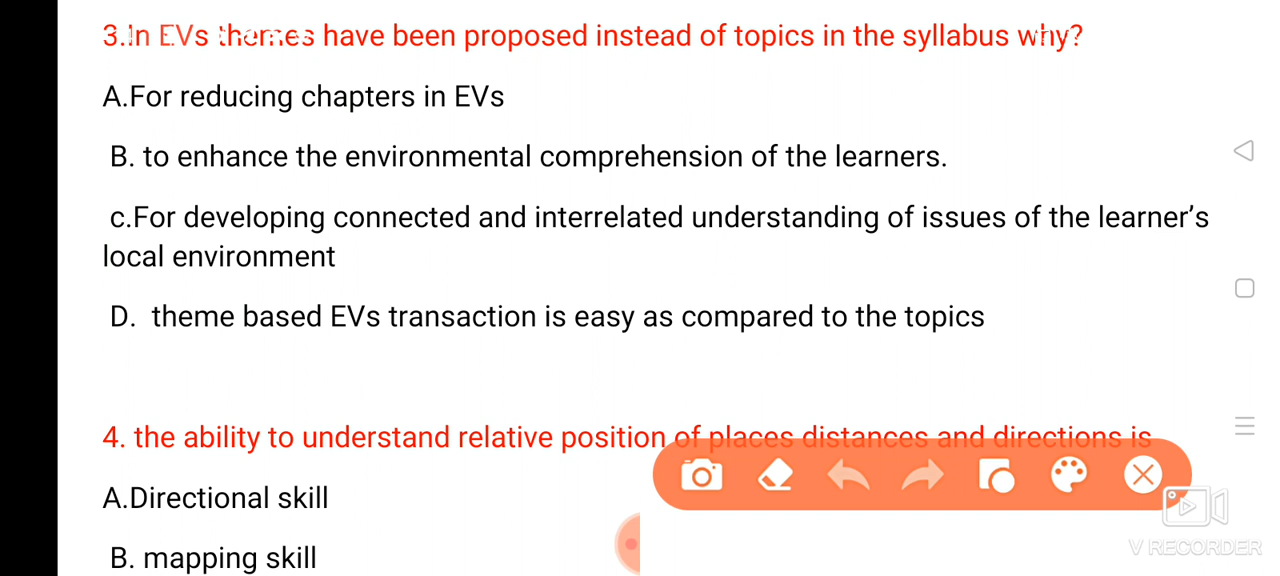 3.In EVs themes have been proposed instead of topics in the syllabus why?
A.For reducing chapters in EVs
B. to enhance the environmental comprehension of the learners.
c.For developing connected and interrelated understanding of issues of the learner's
local environment
D. theme based EVs transaction is easy as compared to the topics
4. the ability to understand relative position of places distances and directions is
A.Directional skill
B. mapping skill
V RECORDER